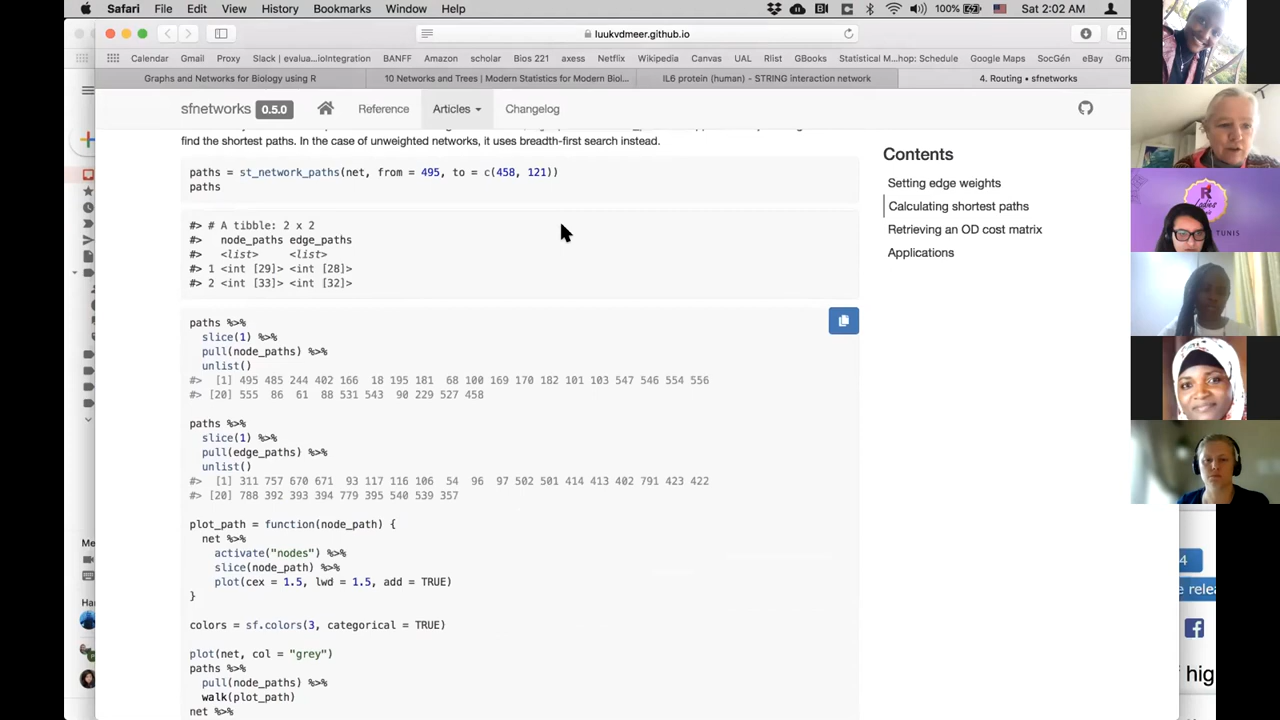 Safari File Edit View History Bookmarks Window Help 100% Sat 2:02 AM
luukvdmeer.github.io
Calendar Gmail Proxy Slack | evalua...ioNetwork BANFF Amazon scholar Bios 221 axess Netflix Wikipedia Canvas UAL Rlist GBooks Statistical M...hop: Schedule Google Maps SocGén eBay
Graphs and Networks for Biology using R 10 Networks and Trees | Modern Statistics for Modern Biol... IL6 protein (human) - STRING interaction network 4. Routing • sfnetworks
sfnetworks 0.5.0 Reference Articles Changelog
find the shortest paths. In the case of unweighted networks, it uses breadth-first search instead.
paths = st_network_paths(net, from = 495, to = c(458, 121))
paths
#> # A tibble: 2 x 2
#>   node_paths edge_paths
#>   <list>     <list>
#> 1 <int [29]> <int [28]>
#> 2 <int [33]> <int [32]>
paths %>%
  slice(1) %>%
  pull(node_paths) %>%
  unlist()
#>  [1] 495 485 244 402 166  18 195 181  68 100 169 170 182 101 103 547 546 554 556
#> [20] 555  86  61  88 531 543  90 229 527 458
paths %>%
  slice(1) %>%
  pull(edge_paths) %>%
  unlist()
#>  [1] 311 757 670 671  93 117 116 106  54  96  97 502 501 414 413 402 791 423 422
#> [20] 788 392 393 394 779 395 540 539 357
plot_path = function(node_path) {
  net %>%
    activate("nodes") %>%
    slice(node_path) %>%
    plot(cex = 1.5, lwd = 1.5, add = TRUE)
}
colors = sf.colors(3, categorical = TRUE)
plot(net, col = "grey")
paths %>%
  pull(node_paths) %>%
  walk(plot_path)
net %>%
Contents
Setting edge weights
Calculating shortest paths
Retrieving an OD cost matrix
Applications
Me
Han
4
e relea
f hig
R
Ladies
TUNIS